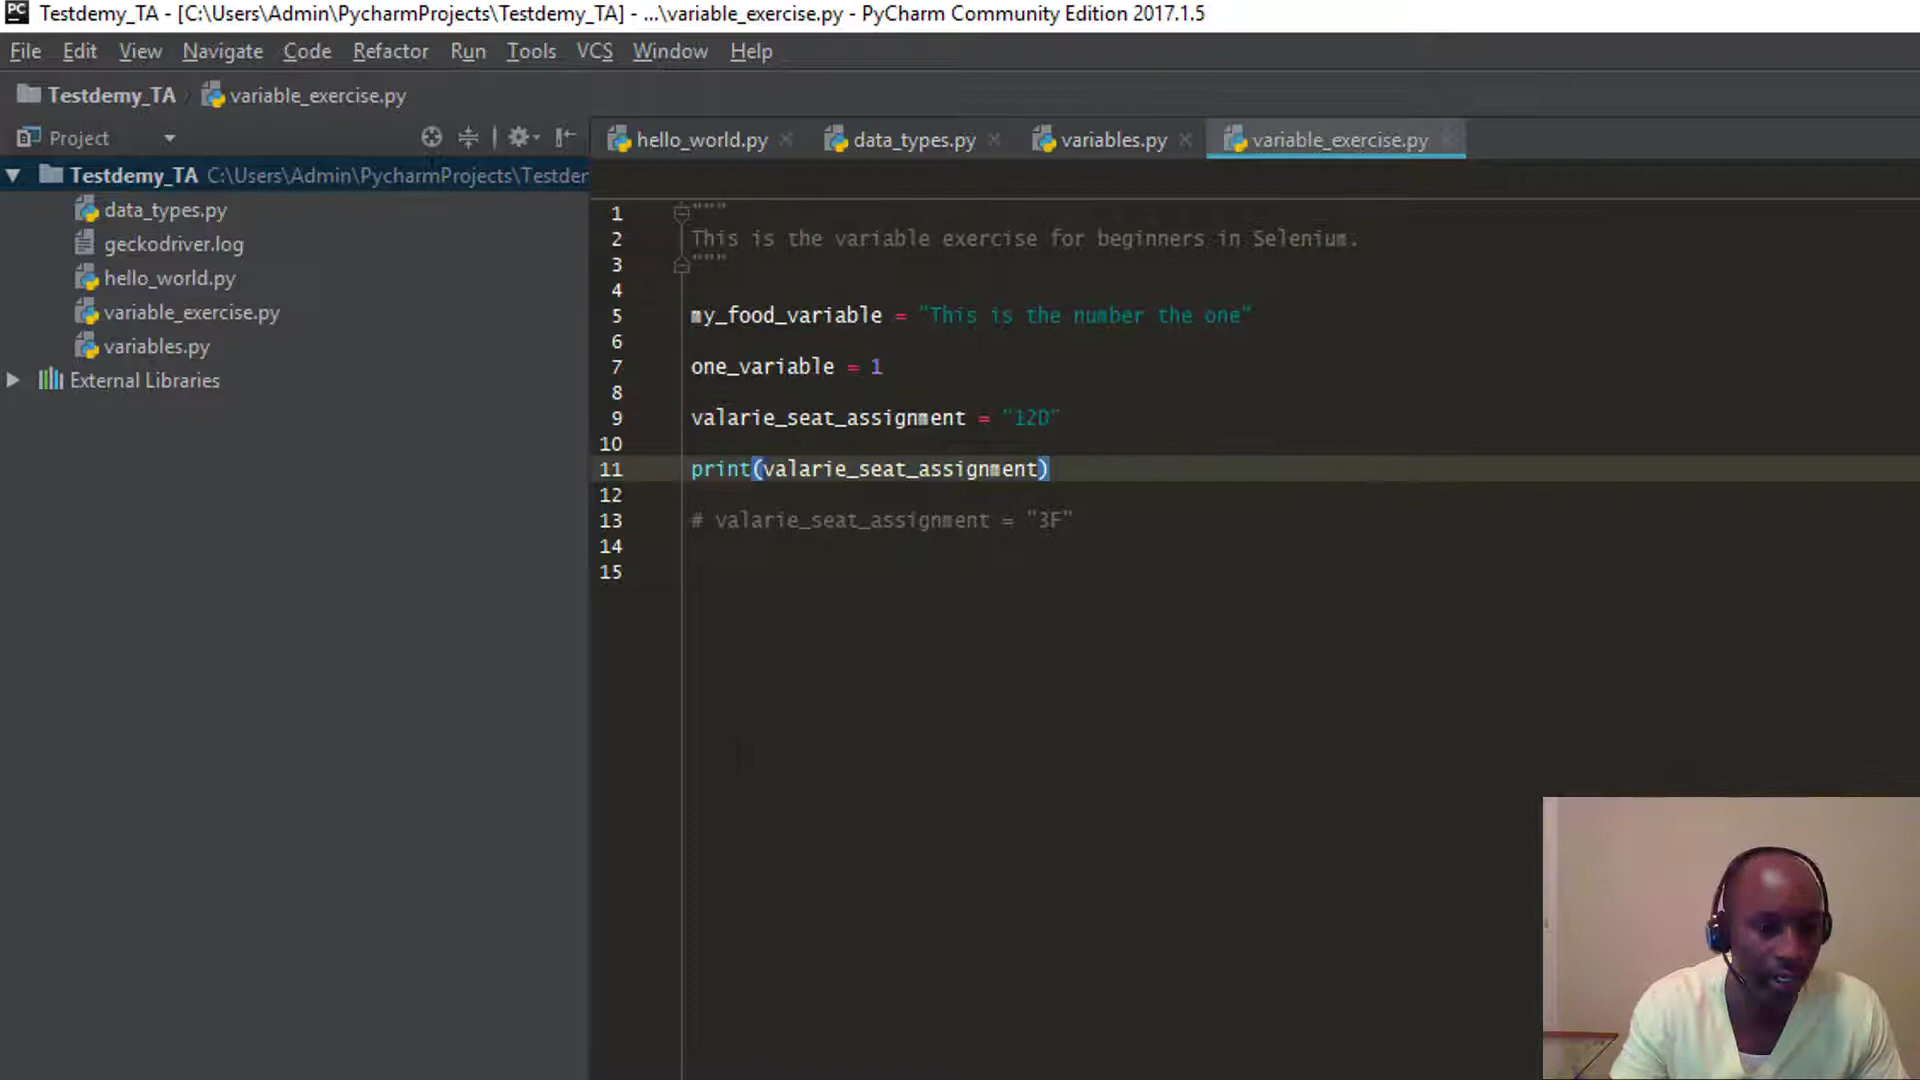 PC Testdemy_TA - [C:\Users\Admin\PycharmProjects\Testdemy_TA] - ...\variable_exercise.py - PyCharm Community Edition 2017.1.5
File Edit View Navigate Code Refactor Run Tools VCS Window Help
Testdemy_TA variable_exercise.py
Project
hello_world.py data_types.py variables.py variable_exercise.py
Testdemy_TA C:\Users\Admin\PycharmProjects\Testder
data_types.py
geckodriver.log
hello_world.py
variable_exercise.py
variables.py
External Libraries
1 """
2 This is the variable exercise for beginners in Selenium.
3 """
4
5 my_food_variable = "This is the number the one"
6
7 one_variable = 1
8
9 valarie_seat_assignment = "12D"
10
11 print(valarie_seat_assignment)
12
13 # valarie_seat_assignment = "3F"
14
15